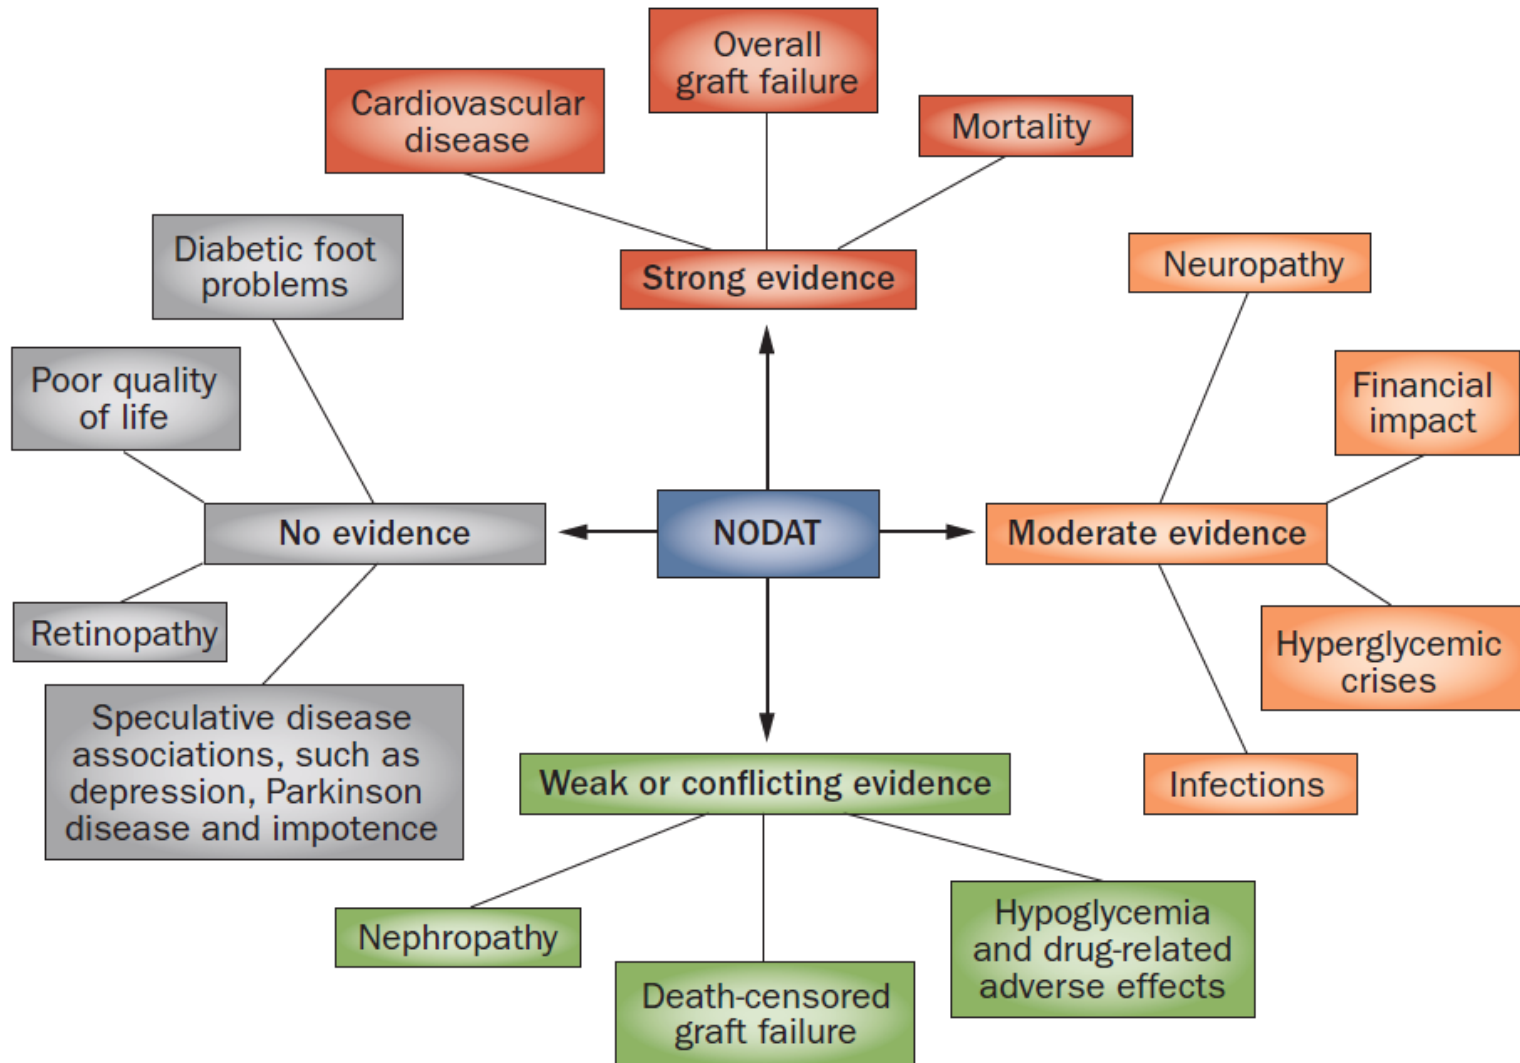 Overall
graft failure
Cardiovascular
disease
Mortality
Strong evidence
Diabetic foot
problems
Poor quality
of life
No evidence
Retinopathy
Speculative disease
associations, such as
depression, Parkinson
disease and impotence
NODAT
Neuropathy
Financial
impact
Moderate evidence
Hyperglycemic
crises
Infections
Weak or conflicting evidence
Nephropathy
Death-censored
graft failure
Hypoglycemia
and drug-related
adverse effects